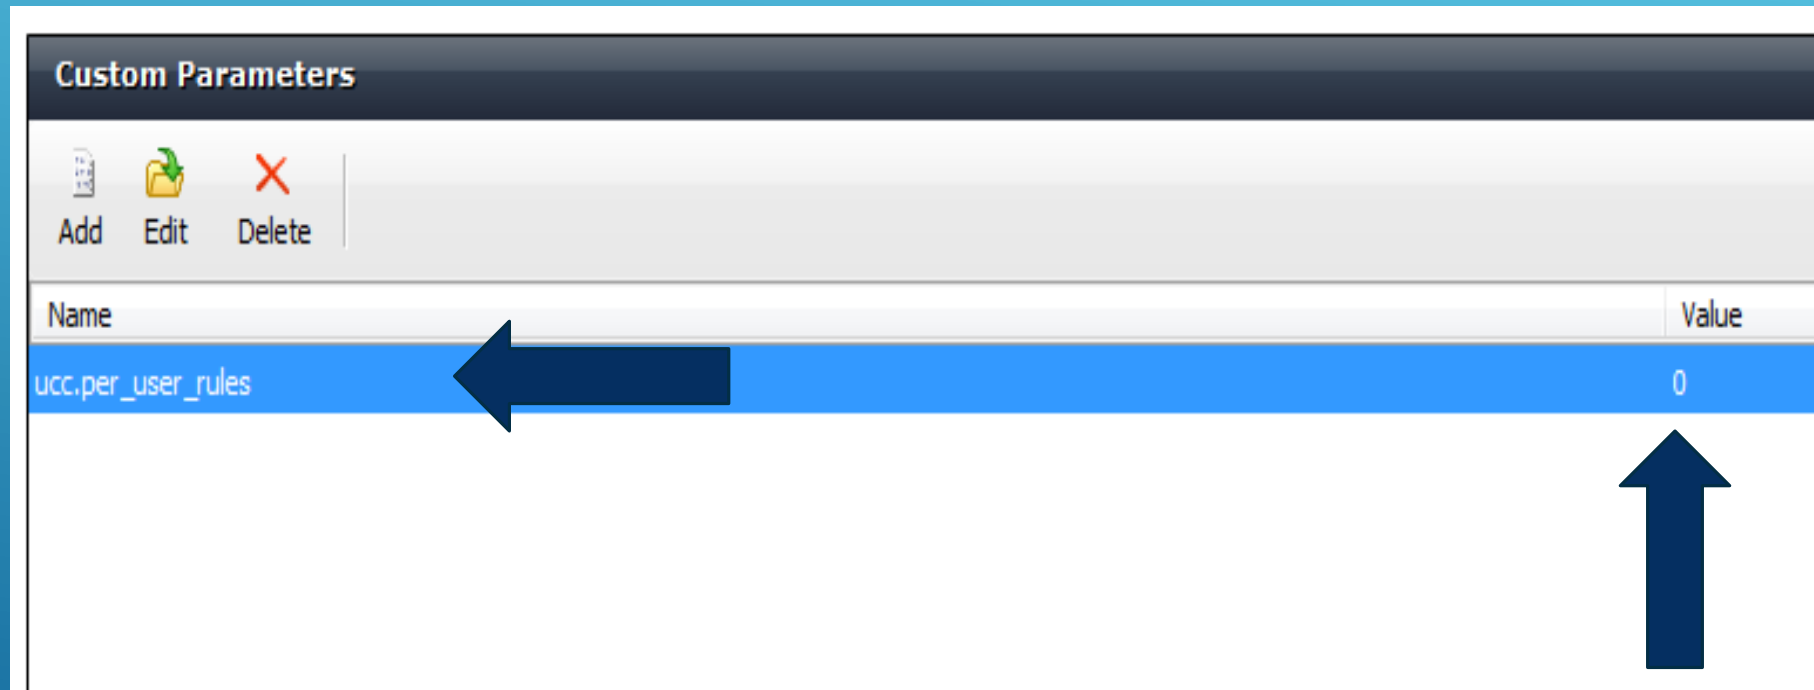 Custom Parameters
Add Edit Delete
Name Value
ucc.per_user_rules 0